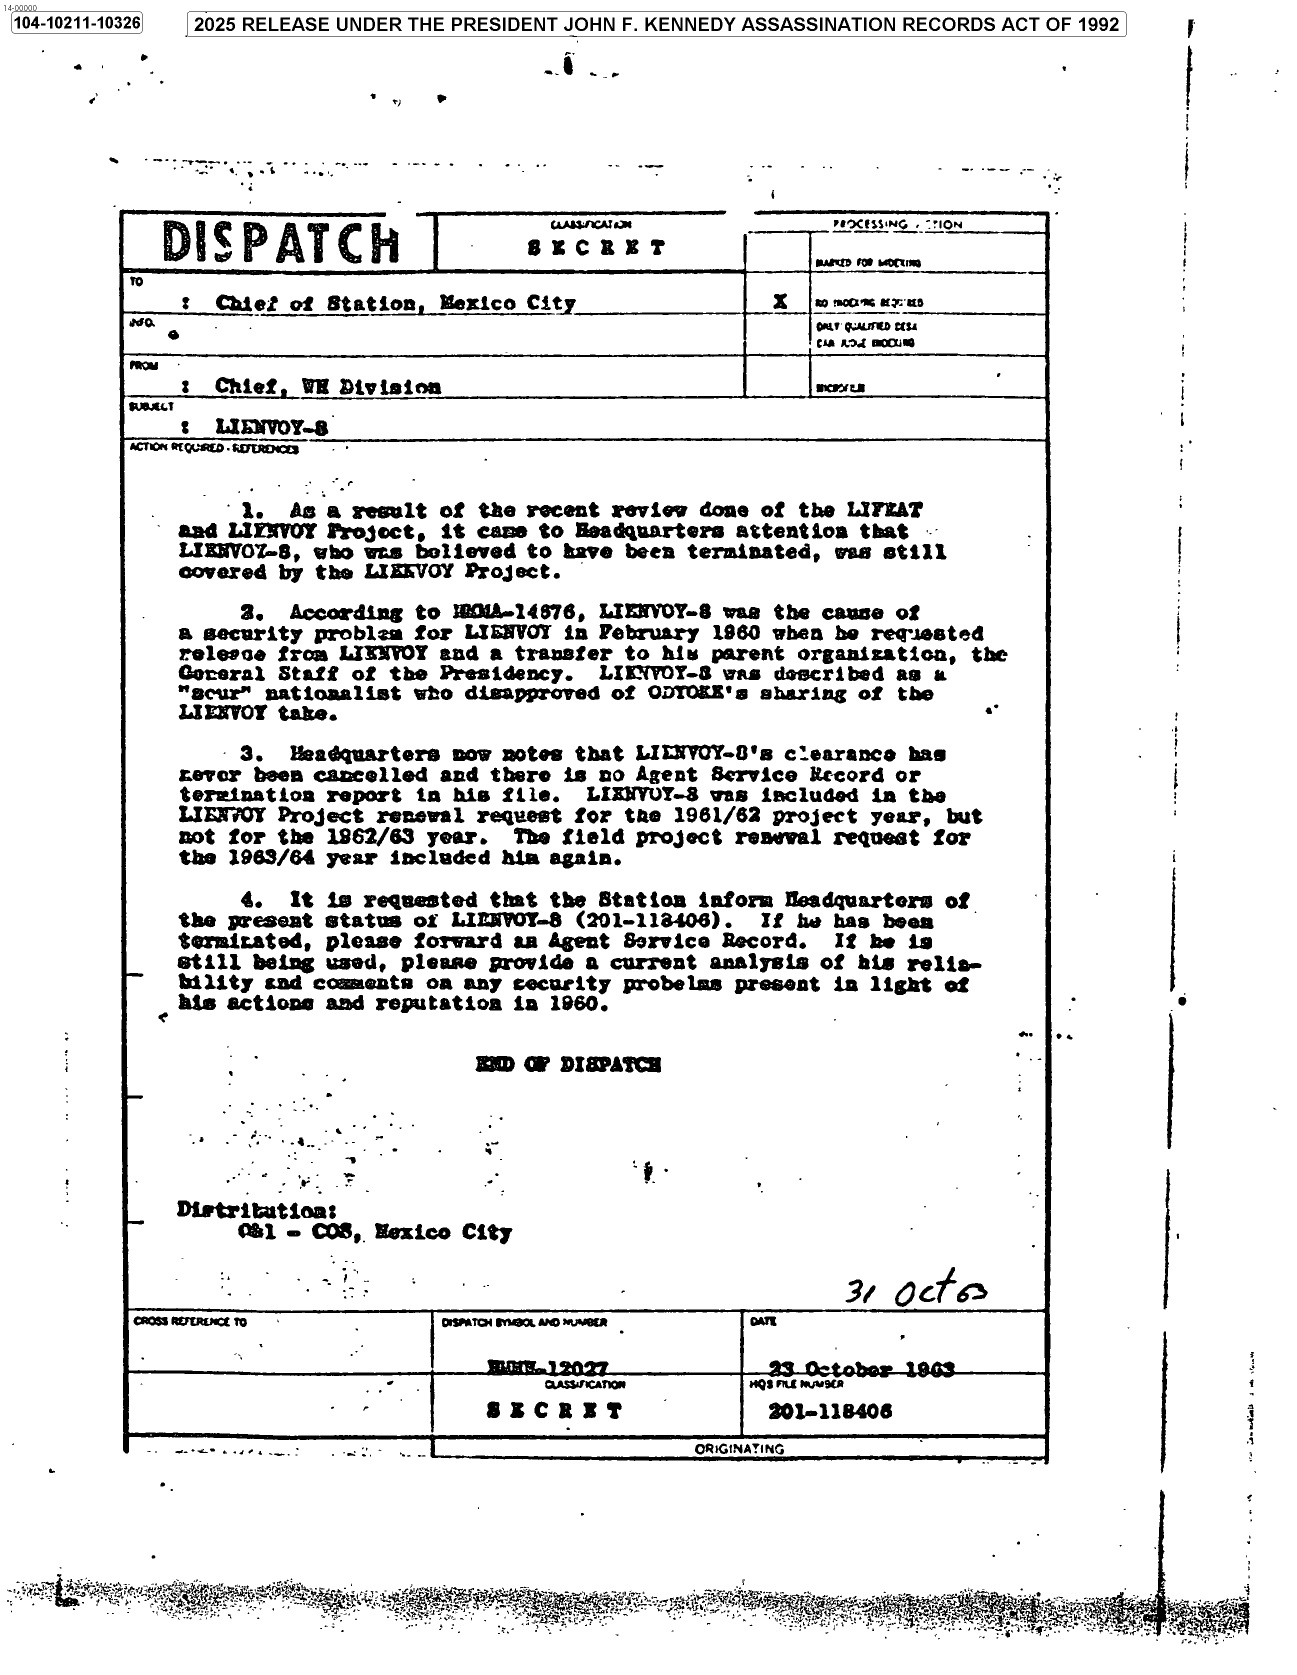 14-00000
104-10211-10326
2025 RELEASE UNDER THE PRESIDENT JOHN F. KENNEDY ASSASSINATION RECORDS ACT OF 1992
DISPATCH
CLASSIFICATION
SECRET
PROCESSING
MARKED FOR INDEXING
TO
: Chief of Station, Mexico City
X NO INDEXING REQUIRED
INFO.
ONLY QUALIFIED DESK
CAN JUDGE INDEXING
FROM
: Chief, WH Division
MICROFILM
SUBJECT
: LIENVOY-8
ACTION REQUIRED - REFERENCES
1. As a result of the recent review done of the LIFEAT
and LIENVOY Project, it came to Headquarters attention that
LIENVOY-8, who was believed to have been terminated, was still
covered by the LIENVOY Project.
2. According to HMMA-14876, LIENVOY-8 was the cause of
a security problem for LIENVOY in February 1960 when he requested
release from LIENVOY and a transfer to his parent organization, the
General Staff of the Presidency. LIENVOY-8 was described as a
"sour" nationalist who disapproved of ODYOKE's sharing of the
LIENVOY take.
3. Headquarters now notes that LIENVOY-8's clearance has
never been cancelled and there is no Agent Service Record or
termination report in his file. LIENVOY-8 was included in the
LIENVOY Project renewal request for the 1961/62 project year, but
not for the 1962/63 year. The field project renewal request for
the 1963/64 year included him again.
4. It is requested that the Station inform Headquarters of
the present status of LIENVOY-8 (201-118406). If he has been
terminated, please forward an Agent Service Record. If he is
still being used, please provide a current analysis of his relia-
bility and comments on any security probelms present in light of
his actions and reputation in 1960.
END OF DISPATCH
Distribution:
O&1 - COS, Mexico City
31 Oct 63
CROSS REFERENCE TO
DISPATCH SYMBOL AND NUMBER
DATE
HMMW-12027
23 October 1963
CLASSIFICATION
HQS FILE NUMBER
SECRET
201-118406
ORIGINATING